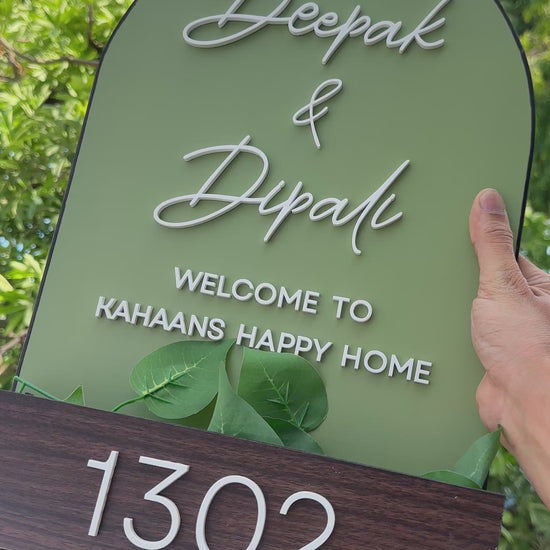 Deepak
&
Dipali
WELCOME TO
KAHAANS HAPPY HOME
1302